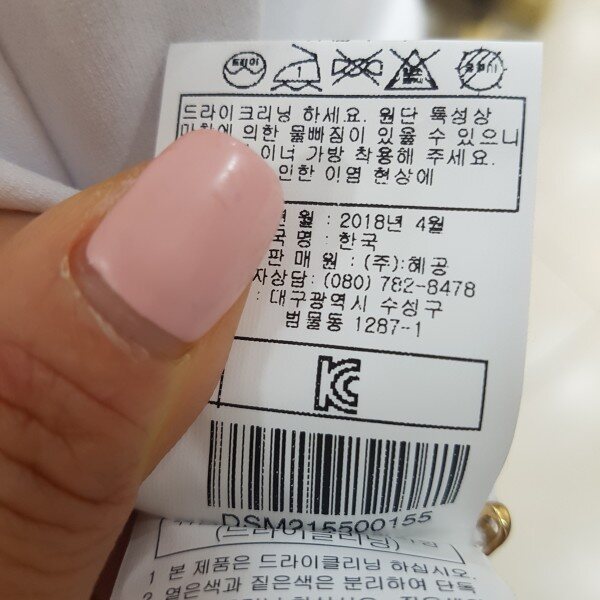 드라이
1
드라이크리닝 하세요. 원단 특성상
의한 물빠짐이 있을 수 있으니
이너 가방 착용해 주세요.
인한 이염 현상에
월 : 2018년 4월
국 명 : 한국
판 매 원 : (주):혜공
자상담: (080) 782-8478
: 대구광역시 수성구
범물동 1287-1
KC
DSM215500155
(드라이클리닝)
1 본 제품은 드라이클리닝 하십시오.
2 엷은색과 짙은색은 분리하여 단독